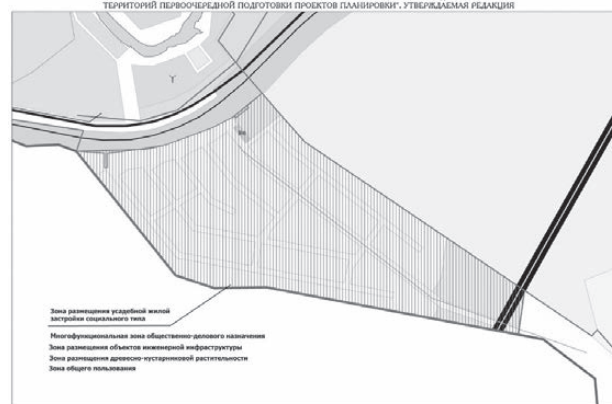 ТЕРРИТОРИЙ ПЕРВООЧЕРЕДНОЙ ПОДГОТОВКИ ПРОЕКТОВ ПЛАНИРОВКИ". УТВЕРЖДАЕМАЯ РЕДАКЦИЯ
Зона размещения усадебной жилой
застройки социального типа
Многофункциональная зона общественно-делового назначения
Зона размещения объектов инженерной инфраструктуры
Зона размещения древесно-кустарниковой растительности
Зона общего пользования